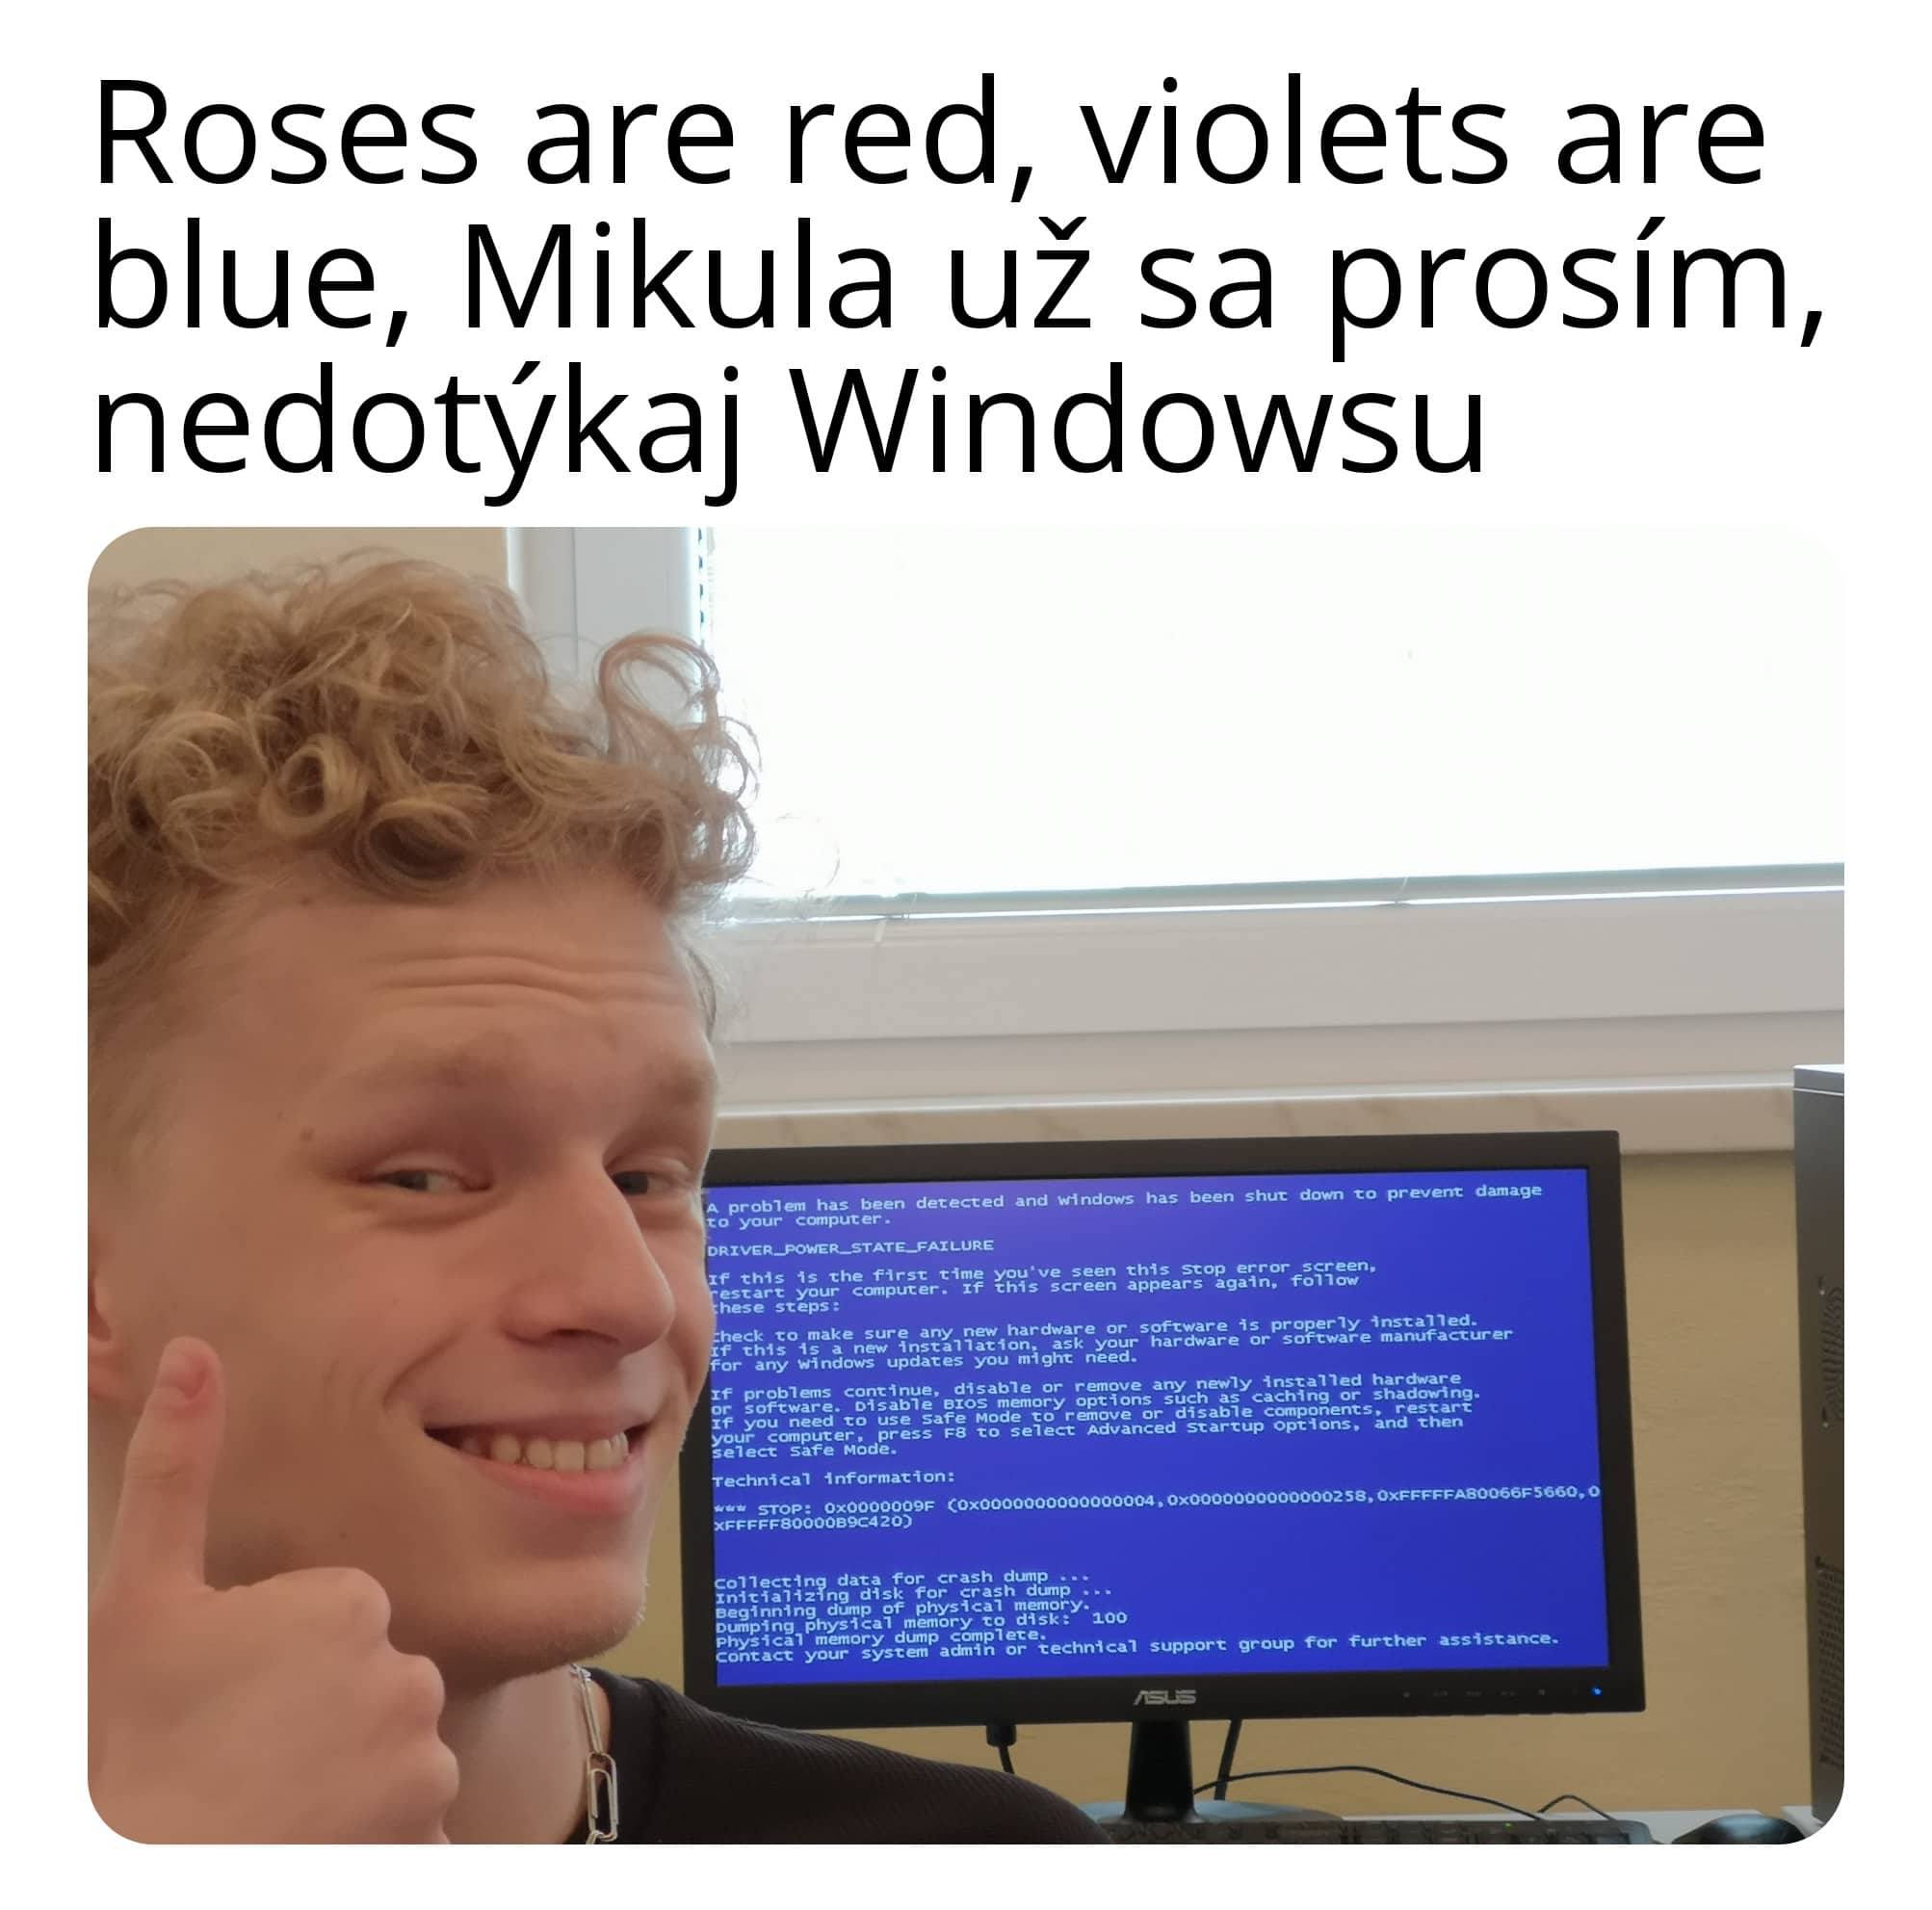 Roses are red, violets are
blue, Mikula už sa prosím,
nedotýkaj Windowsu
A problem has been detected and Windows has been shut down to prevent damage
to your computer.
DRIVER_POWER_STATE_FAILURE
If this is the first time you've seen this Stop error screen,
restart your computer. If this screen appears again, follow
these steps:
Check to make sure any new hardware or software is properly installed.
If this is a new installation, ask your hardware or software manufacturer
for any Windows updates you might need.
If problems continue, disable or remove any newly installed hardware
or software. Disable BIOS memory options such as caching or shadowing.
If you need to use Safe Mode to remove or disable components, restart
your computer, press F8 to select Advanced Startup Options, and then
select Safe Mode.
Technical information:
*** STOP: 0x0000009F (0x0000000000000004,0x0000000000000258,0xFFFFFA80066F5660,0
xFFFFF80000B9C420)
Collecting data for crash dump ...
Initializing disk for crash dump ...
Beginning dump of physical memory.
Dumping physical memory to disk: 100
Physical memory dump complete.
Contact your system admin or technical support group for further assistance.
ASUS